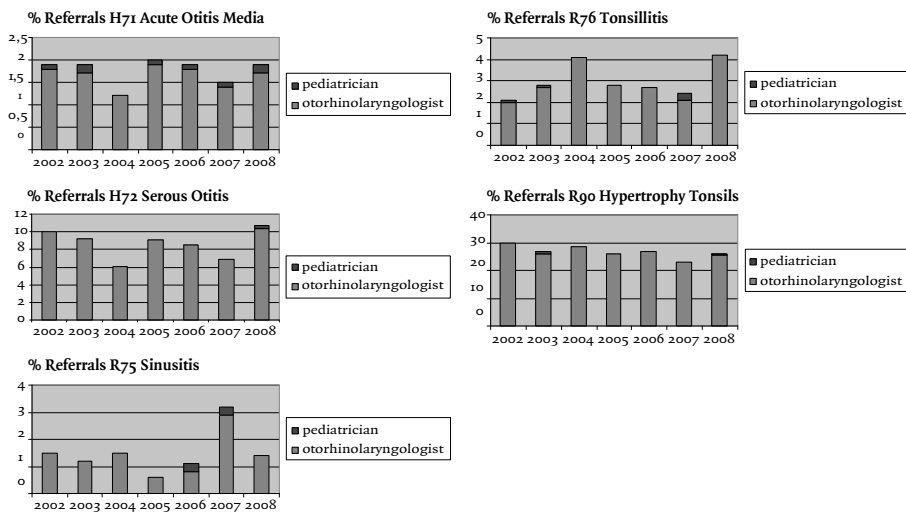 % Referrals H71 Acute Otitis Media
2,5
2
1,5
1
0,5
0
2002 2003 2004 2005 2006 2007 2008
pediatrician
otorhinolaryngologist
% Referrals R76 Tonsillitis
5
4
3
2
1
0
2002 2003 2004 2005 2006 2007 2008
pediatrician
otorhinolaryngologist
% Referrals H72 Serous Otitis
12
10
8
6
4
2
0
2002 2003 2004 2005 2006 2007 2008
pediatrician
otorhinolaryngologist
% Referrals R90 Hypertrophy Tonsils
40
30
20
10
0
2002 2003 2004 2005 2006 2007 2008
pediatrician
otorhinolaryngologist
% Referrals R75 Sinusitis
4
3
2
1
0
2002 2003 2004 2005 2006 2007 2008
pediatrician
otorhinolaryngologist